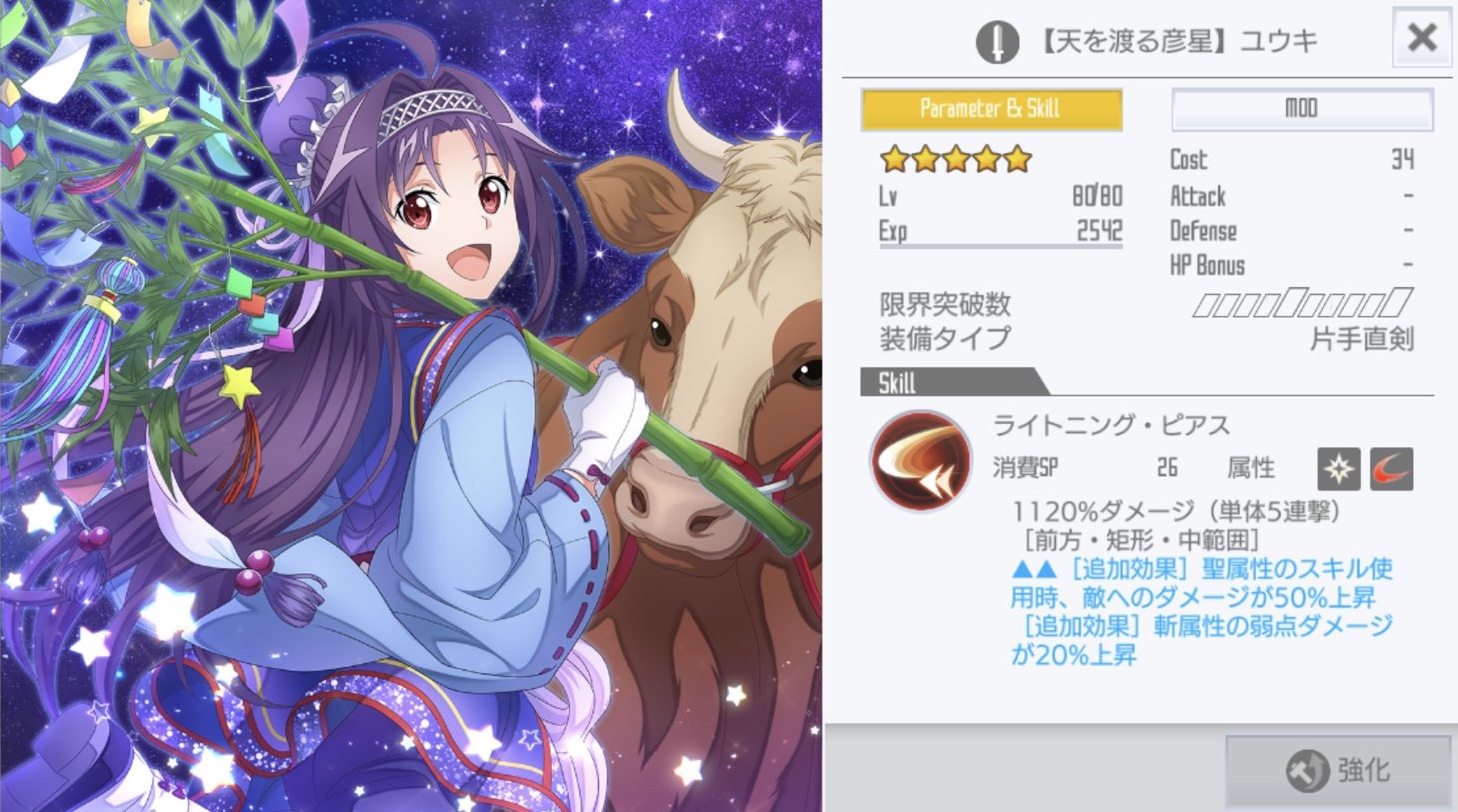 【天を渡る彦星】ユウキ
Parameter & Skill
MOD
Cost 34
Lv 80/80
Attack -
Exp 2542
Defense -
HP Bonus -
限界突破数
装備タイプ 片手直剣
Skill
ライトニング・ピアス
消費SP 26 属性
1120%ダメージ（単体5連撃）
［前方・矩形・中範囲］
▲▲［追加効果］聖属性のスキル使
用時、敵へのダメージが50%上昇
［追加効果］斬属性の弱点ダメージ
が20%上昇
強化